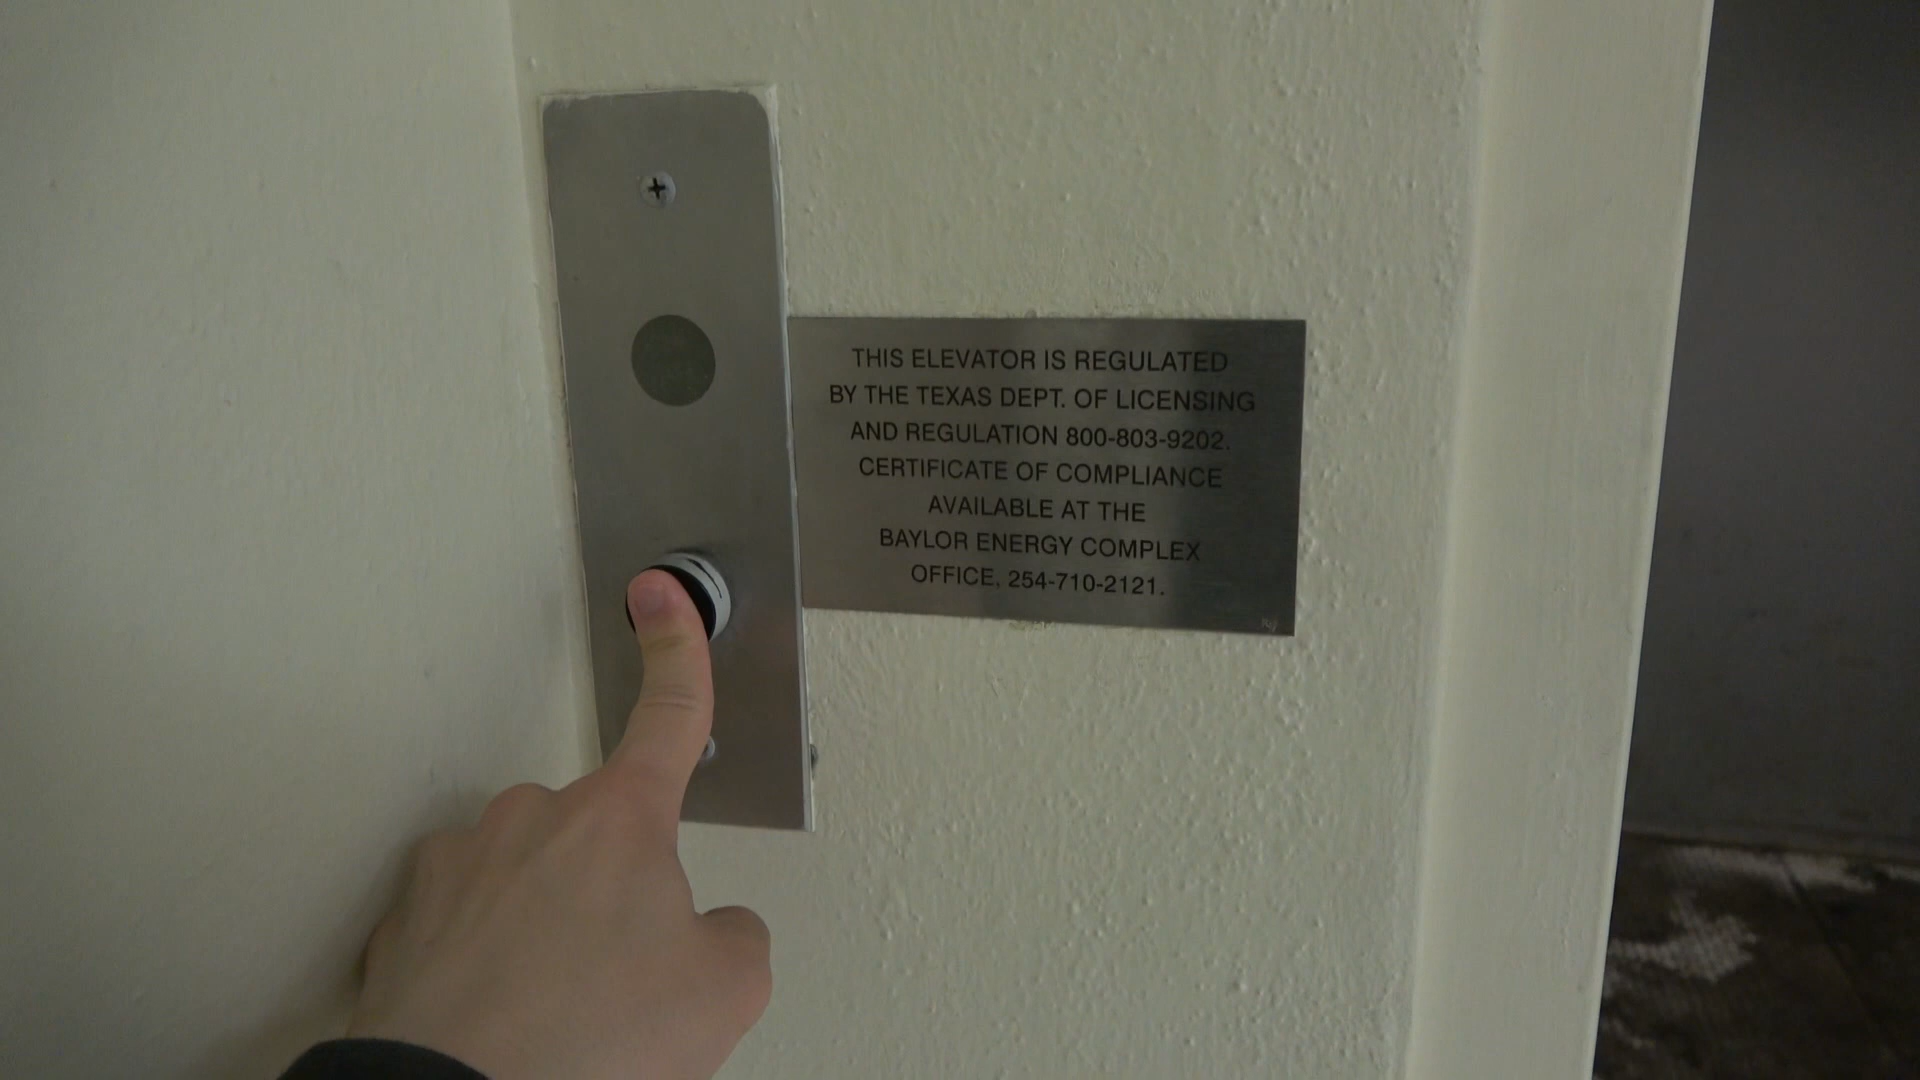 THIS ELEVATOR IS REGULATED
BY THE TEXAS DEPT. OF LICENSING
AND REGULATION 800-803-9202.
CERTIFICATE OF COMPLIANCE
AVAILABLE AT THE
BAYLOR ENERGY COMPLEX
OFFICE, 254-710-2121.